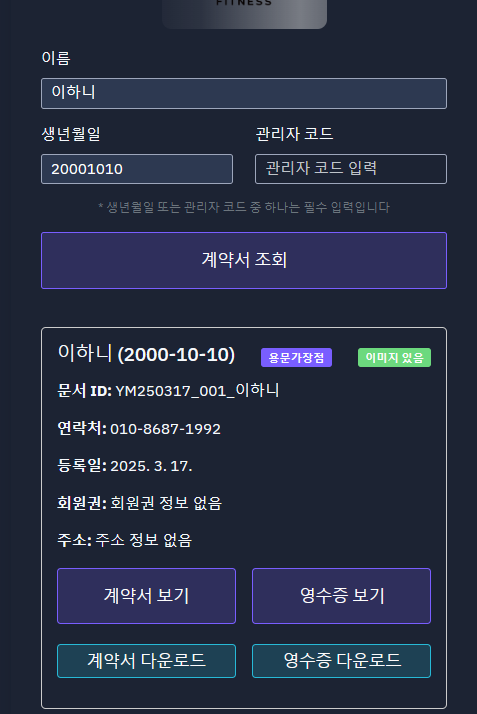 FITNESS
이름
이하니
생년월일
관리자 코드
20001010
관리자 코드 입력
* 생년월일 또는 관리자 코드 중 하나는 필수 입력입니다
계약서 조회
이하니 (2000-10-10)
용문가장점
이미지 있음
문서 ID: YM250317_001_이하니
연락처: 010-8687-1992
등록일: 2025. 3. 17.
회원권: 회원권 정보 없음
주소: 주소 정보 없음
계약서 보기
영수증 보기
계약서 다운로드
영수증 다운로드